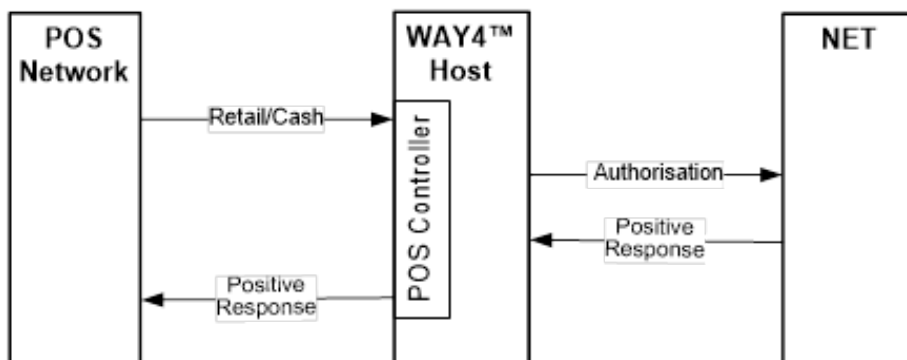 POS
Network
WAY4™
Host
NET
Retail/Cash
POS Controller
Authorisation
Positive
Response
Positive
Response